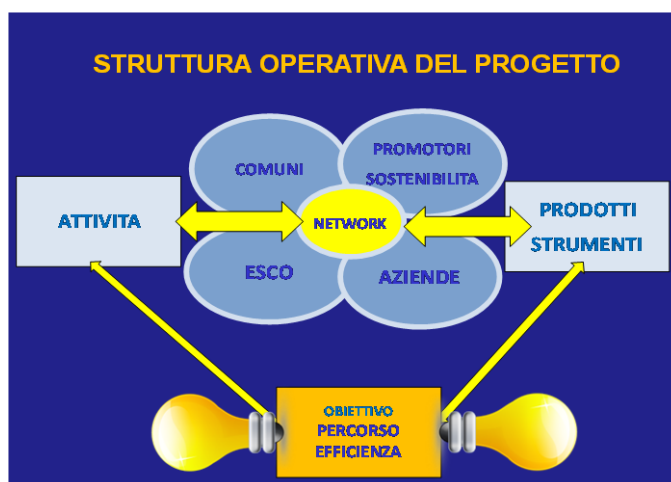 STRUTTURA OPERATIVA DEL PROGETTO
COMUNI
PROMOTORI
SOSTENIBILITA
ATTIVITA
NETWORK
PRODOTTI
STRUMENTI
ESCO
AZIENDE
OBIETTIVO
PERCORSO
EFFICIENZA